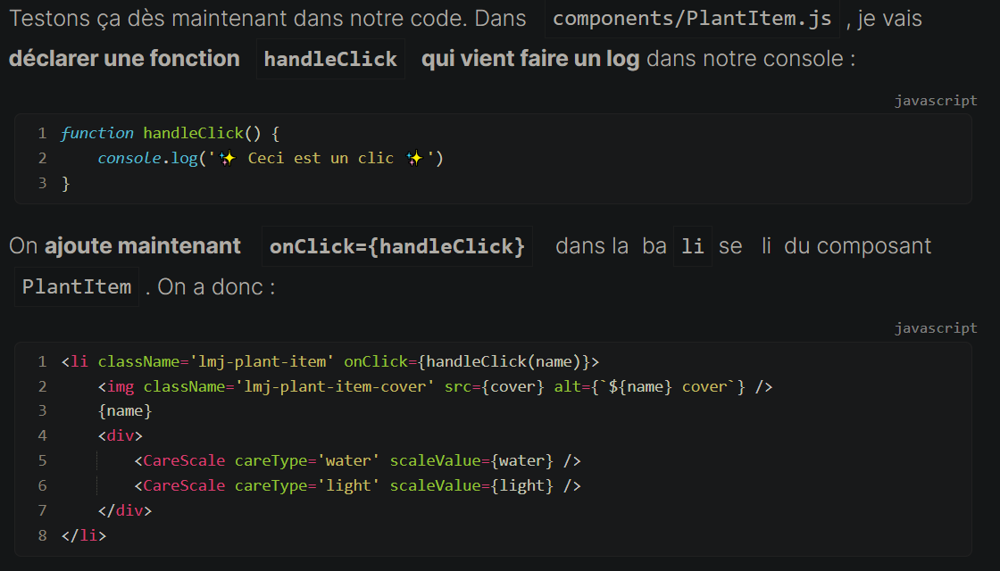 Testons ça dès maintenant dans notre code. Dans components/PlantItem.js , je vais
déclarer une fonction handleClick qui vient faire un log dans notre console :
javascript
1 function handleClick() {
2     console.log('✨ Ceci est un clic ✨')
3 }
On ajoute maintenant onClick={handleClick} dans la ba li se li du composant
PlantItem . On a donc :
javascript
1 <li className='lmj-plant-item' onClick={handleClick(name)}>
2     <img className='lmj-plant-item-cover' src={cover} alt={`${name} cover`} />
3     {name}
4     <div>
5         <CareScale careType='water' scaleValue={water} />
6         <CareScale careType='light' scaleValue={light} />
7     </div>
8 </li>